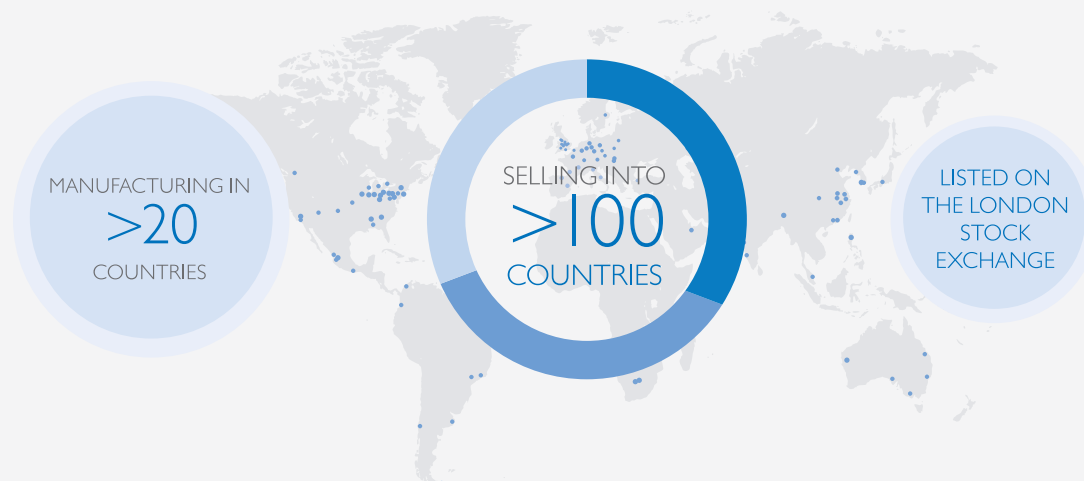 MANUFACTURING IN
>20
COUNTRIES
SELLING INTO
>100
COUNTRIES
LISTED ON
THE LONDON
STOCK
EXCHANGE